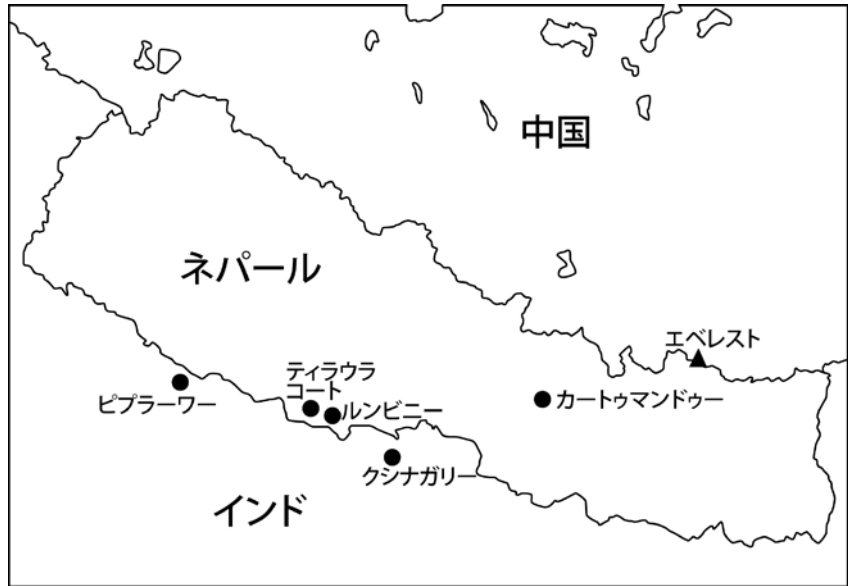 中国
ネパール
エベレスト
ティラウラ
コート
ルンビニー
ピプラーワー
カートゥマンドゥー
クシナガリー
インド